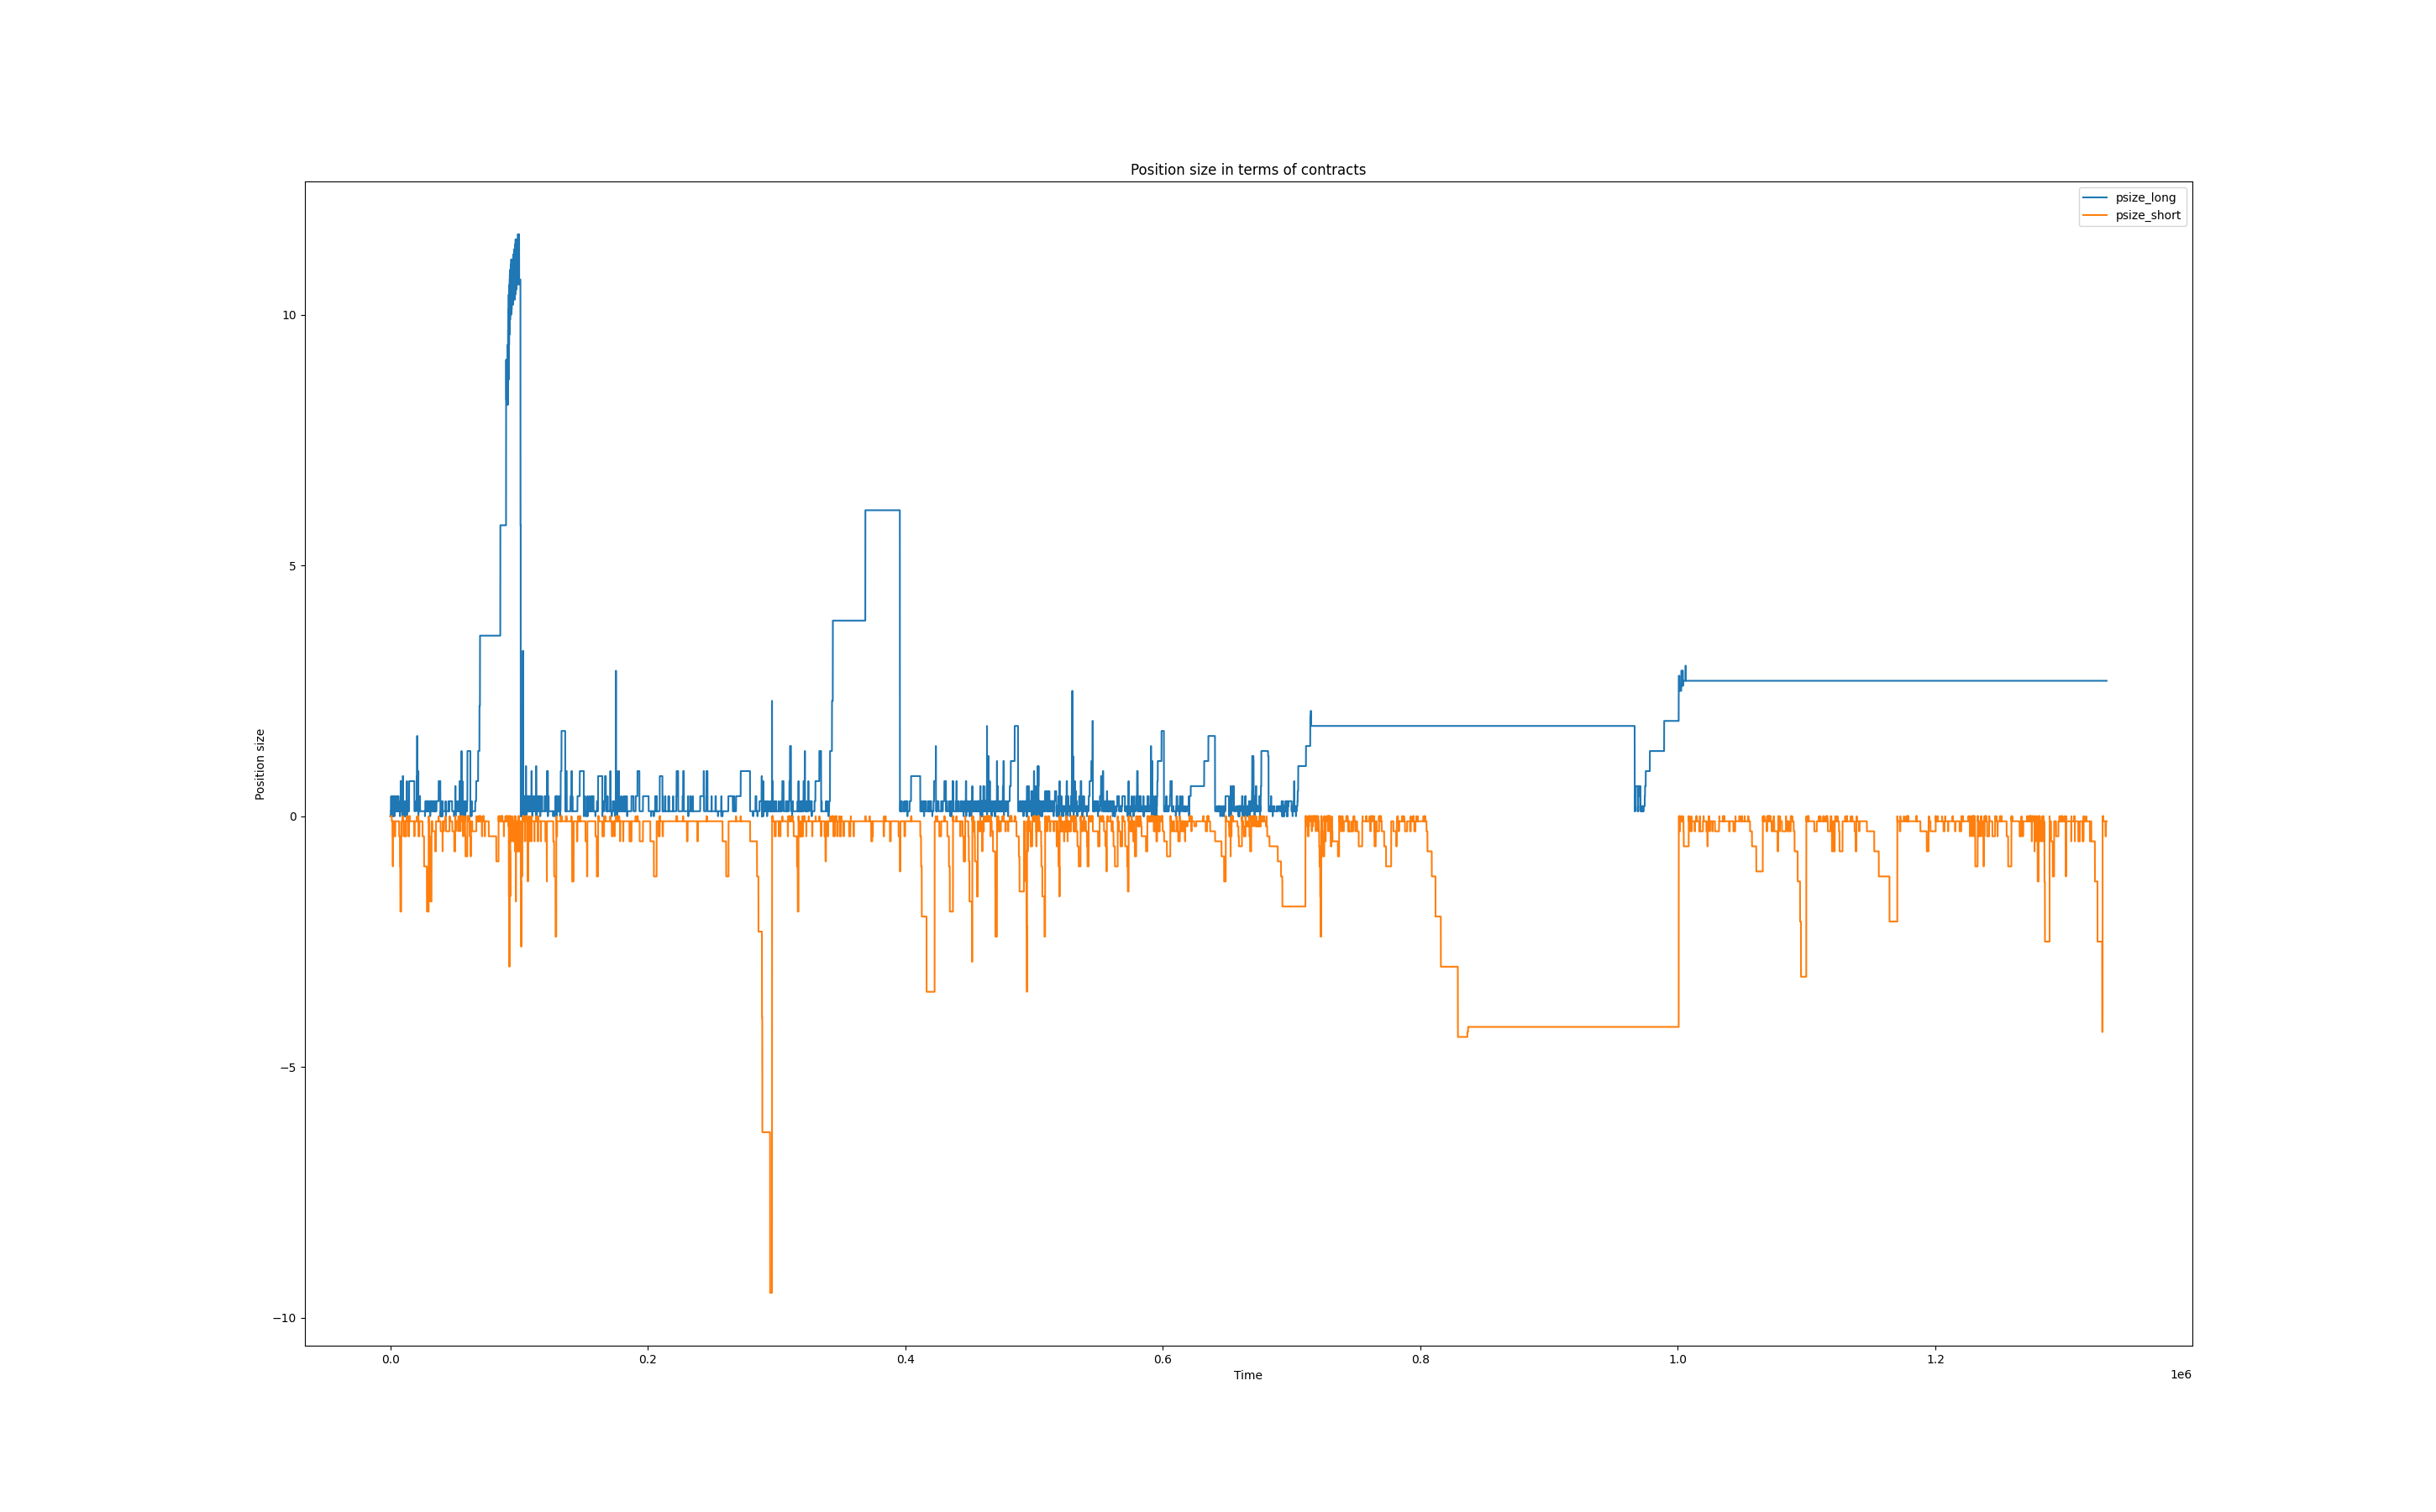 Position size in terms of contracts
psize_long
psize_short
Position size
10
5
0
−5
−10
0.0 0.2 0.4 0.6 0.8 1.0 1.2
1e6
Time